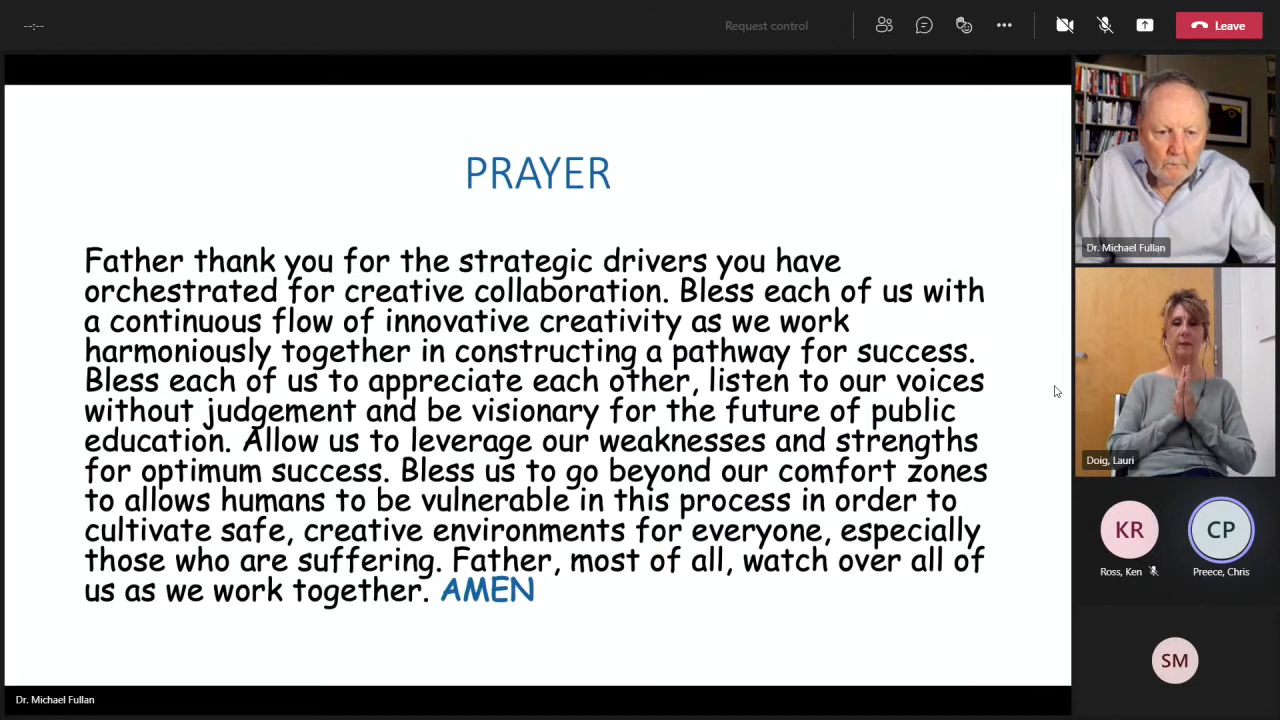 --:--
Request control
Leave
PRAYER
Father thank you for the strategic drivers you have
orchestrated for creative collaboration. Bless each of us with
a continuous flow of innovative creativity as we work
harmoniously together in constructing a pathway for success.
Bless each of us to appreciate each other, listen to our voices
without judgement and be visionary for the future of public
education. Allow us to leverage our weaknesses and strengths
for optimum success. Bless us to go beyond our comfort zones
to allows humans to be vulnerable in this process in order to
cultivate safe, creative environments for everyone, especially
those who are suffering. Father, most of all, watch over all of
us as we work together. AMEN
Dr. Michael Fullan
Dr. Michael Fullan
Doig, Lauri
KR
CP
Ross, Ken
Preece, Chris
SM